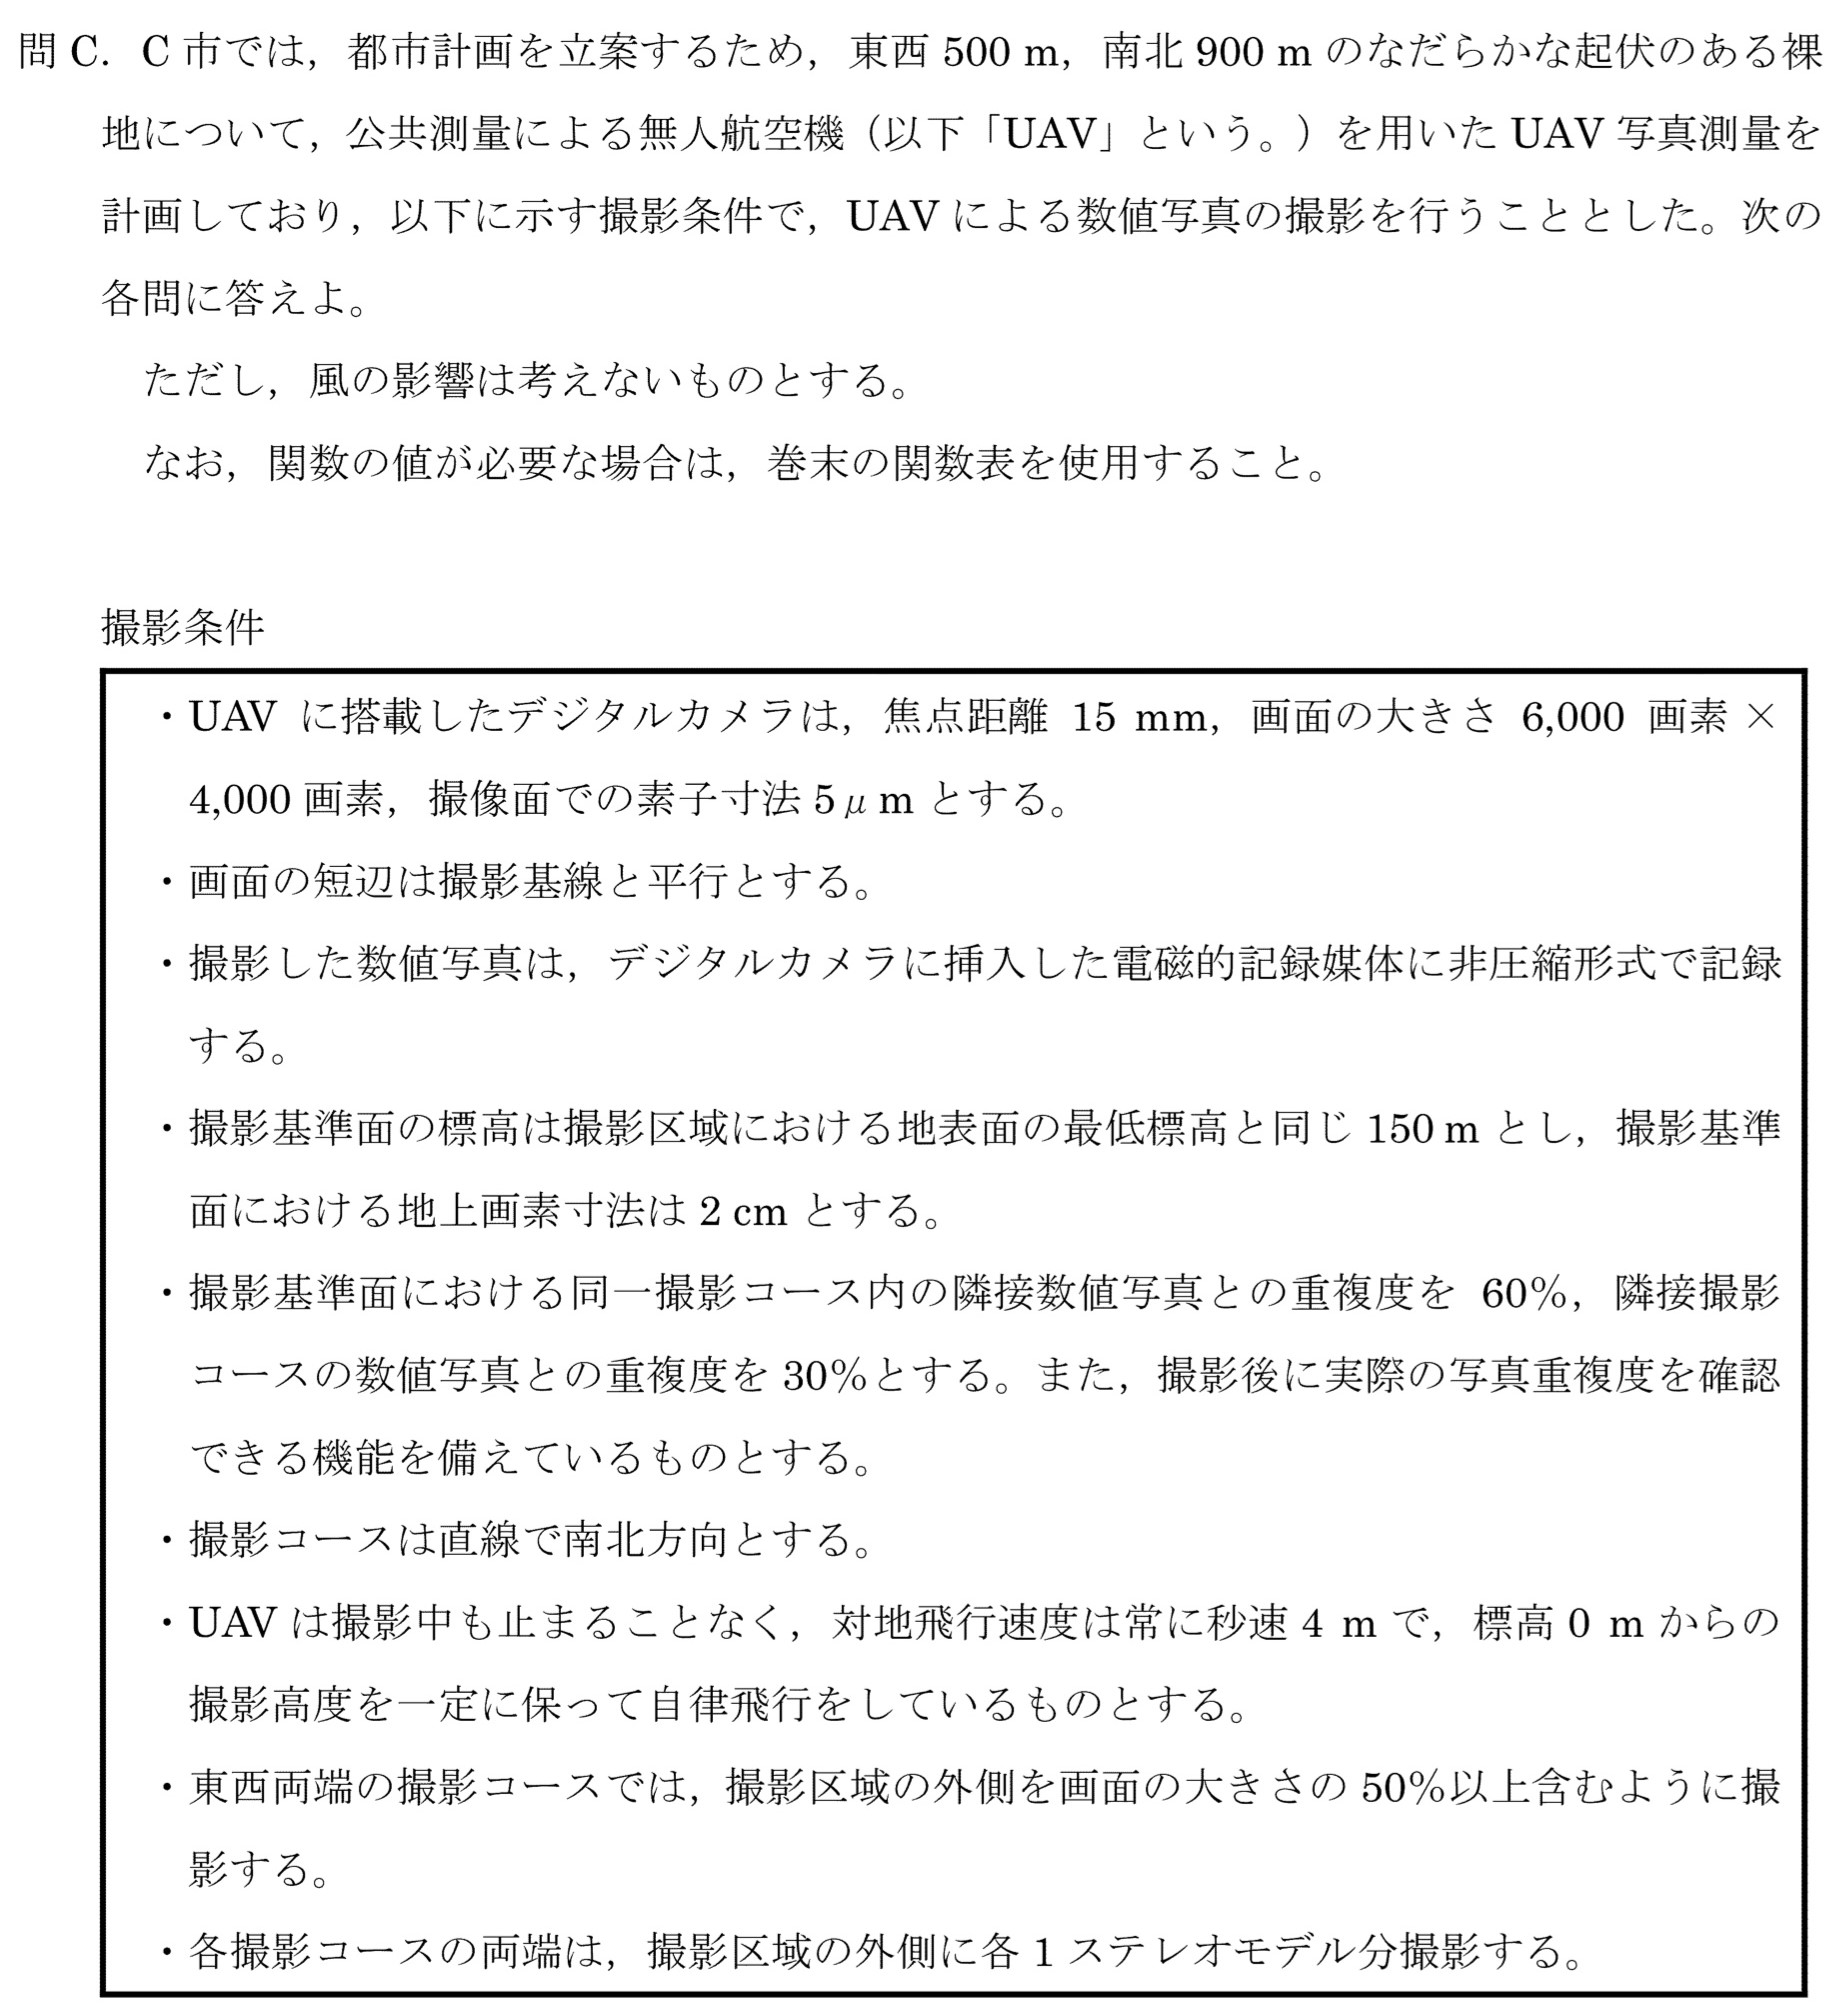 問 C．C 市では，都市計画を立案するため，東西 500 m，南北 900 m のなだらかな起伏のある裸
地について，公共測量による無人航空機（以下「UAV」という。）を用いた UAV 写真測量を
計画しており，以下に示す撮影条件で，UAV による数値写真の撮影を行うこととした。次の
各問に答えよ。
ただし，風の影響は考えないものとする。
なお，関数の値が必要な場合は，巻末の関数表を使用すること。
撮影条件
・UAV に搭載したデジタルカメラは，焦点距離 15 mm，画面の大きさ 6,000 画素 ×
4,000 画素，撮像面での素子寸法 5 μ m とする。
・画面の短辺は撮影基線と平行とする。
・撮影した数値写真は，デジタルカメラに挿入した電磁的記録媒体に非圧縮形式で記録
する。
・撮影基準面の標高は撮影区域における地表面の最低標高と同じ 150 m とし，撮影基準
面における地上画素寸法は 2 cm とする。
・撮影基準面における同一撮影コース内の隣接数値写真との重複度を 60％，隣接撮影
コースの数値写真との重複度を 30％とする。また，撮影後に実際の写真重複度を確認
できる機能を備えているものとする。
・撮影コースは直線で南北方向とする。
・UAV は撮影中も止まることなく，対地飛行速度は常に秒速 4 m で，標高 0 m からの
撮影高度を一定に保って自律飛行をしているものとする。
・東西両端の撮影コースでは，撮影区域の外側を画面の大きさの 50％以上含むように撮
影する。
・各撮影コースの両端は，撮影区域の外側に各 1 ステレオモデル分撮影する。